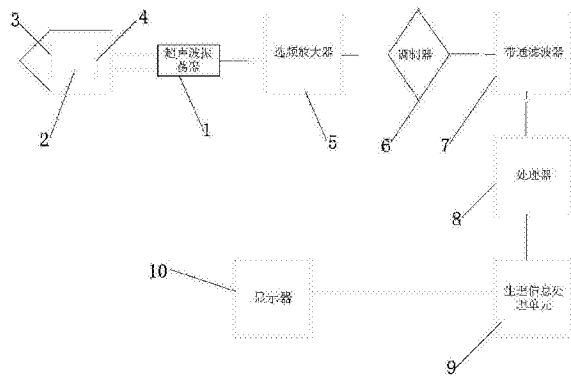 3
4
超声波振
荡器
选频放大器
调制器
带通滤波器
2
1
5
6
7
处理器
8
10
显示器
生理信息处
理单元
9